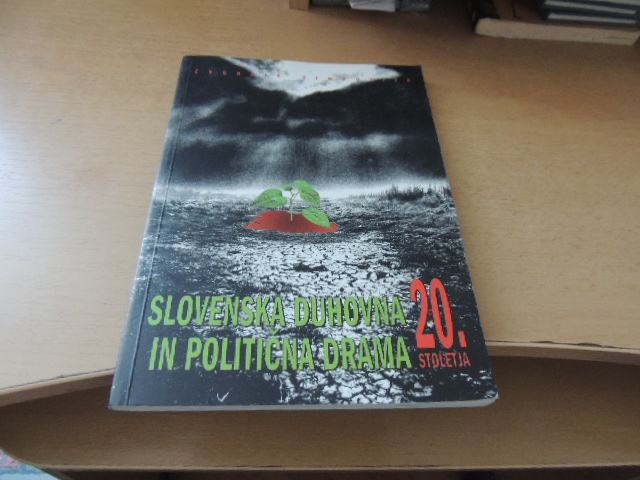 SLOVENSKA DUHOVNA
IN POLITIČNA DRAMA
20.
STOLETJA